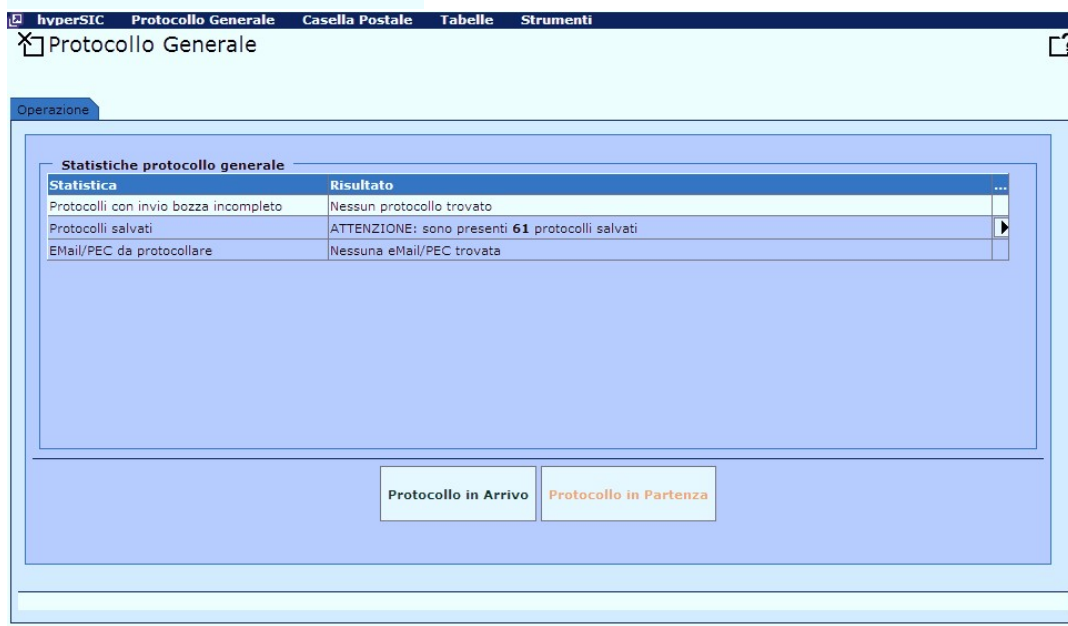 hyperSIC Protocollo Generale Casella Postale Tabelle Strumenti
Protocollo Generale
Operazione
Statistiche protocollo generale
Statistica Risultato ...
Protocolli con invio bozza incompleto Nessun protocollo trovato
Protocolli salvati ATTENZIONE: sono presenti 61 protocolli salvati
EMail/PEC da protocollare Nessuna eMail/PEC trovata
Protocollo in Arrivo Protocollo in Partenza